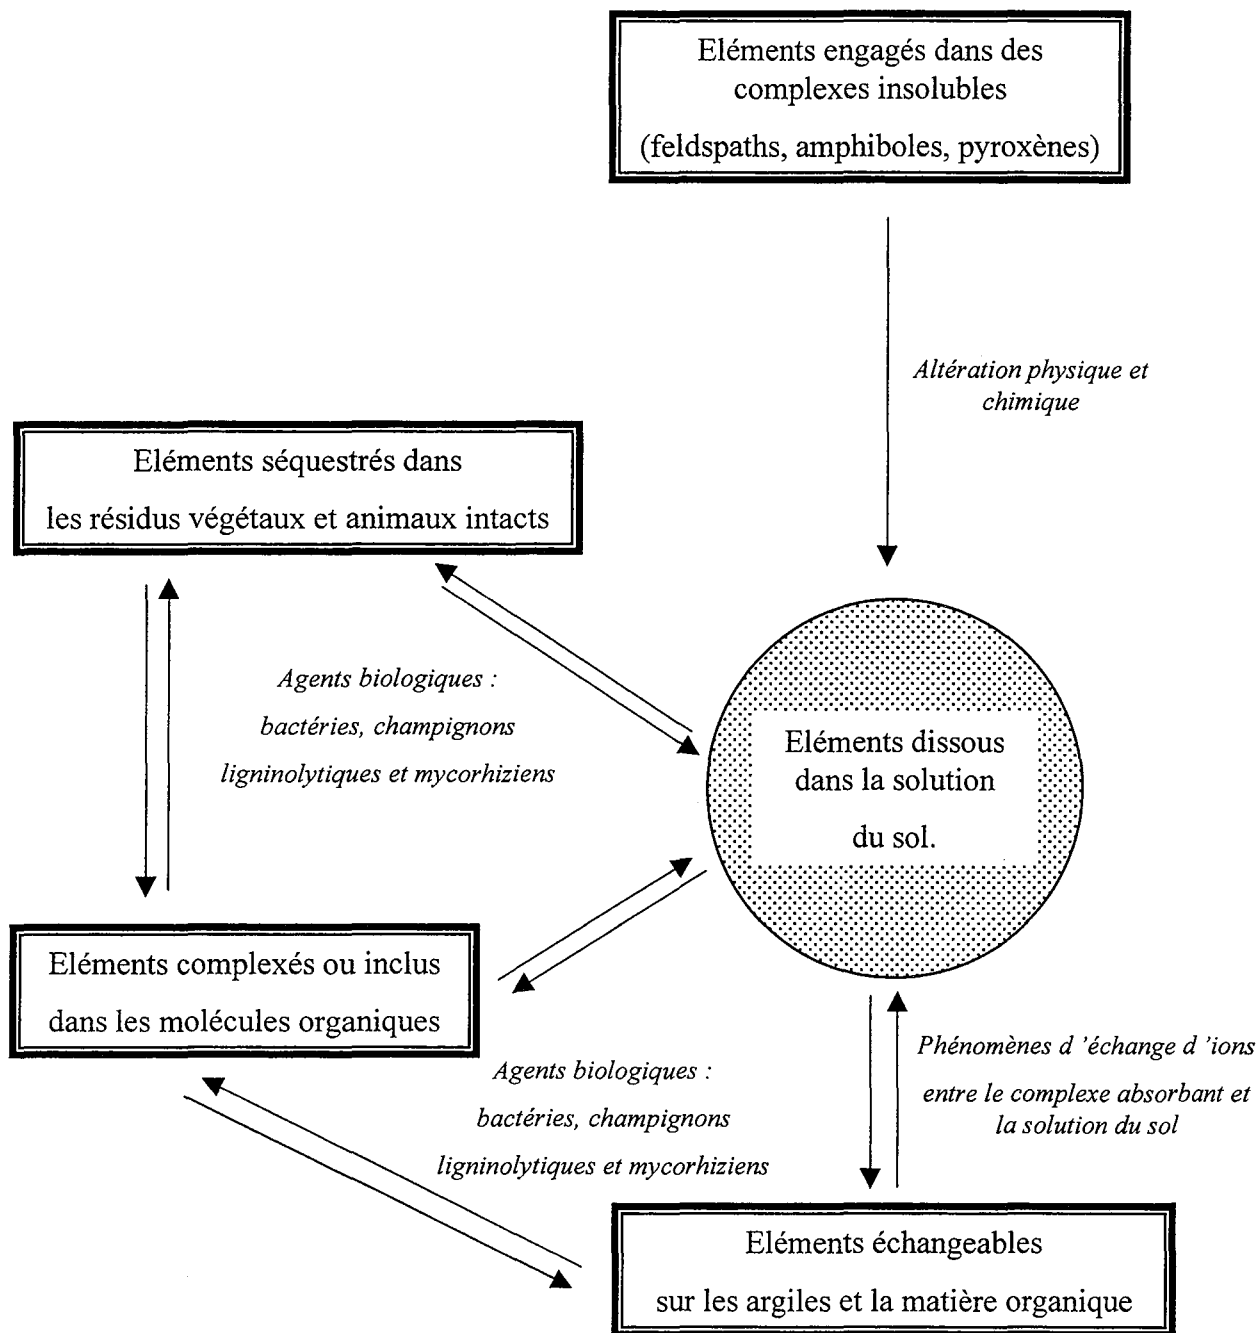 Eléments engagés dans des
complexes insolubles
(feldspaths, amphiboles, pyroxènes)
Altération physique et
chimique
Eléments séquestrés dans
les résidus végétaux et animaux intacts
Agents biologiques :
bactéries, champignons
ligninolytiques et mycorhiziens
Eléments dissous
dans la solution
du sol.
Eléments complexés ou inclus
dans les molécules organiques
Agents biologiques :
bactéries, champignons
ligninolytiques et mycorhiziens
Phénomènes d ’échange d ’ions
entre le complexe absorbant et
la solution du sol
Eléments échangeables
sur les argiles et la matière organique